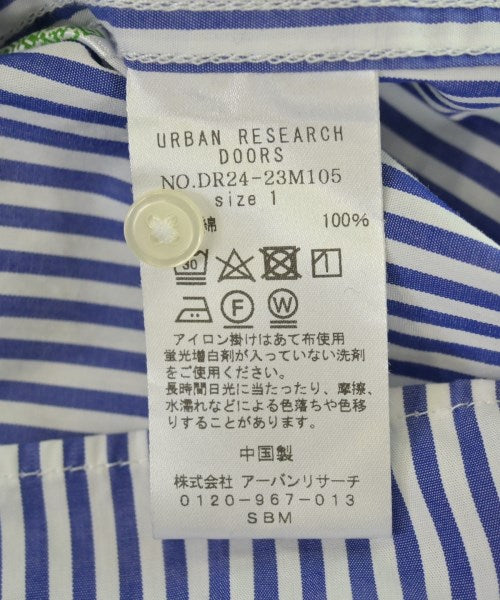 URBAN RESEARCH
DOORS
NO.DR24-23M105
size 1
綿 100%
30
F W
アイロン掛けはあて布使用
蛍光増白剤が入っていない洗剤
をご使用ください。
長時間日光に当たったり、摩擦、
水濡れなどによる色落ちや色移
りすることがあります。
中国製
株式会社 アーバンリサーチ
0120-967-013
SBM